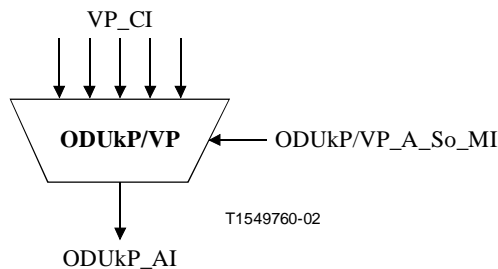 VP_CI
ODUkP/VP
ODUkP/VP_A_So_MI
T1549760-02
ODUkP_AI